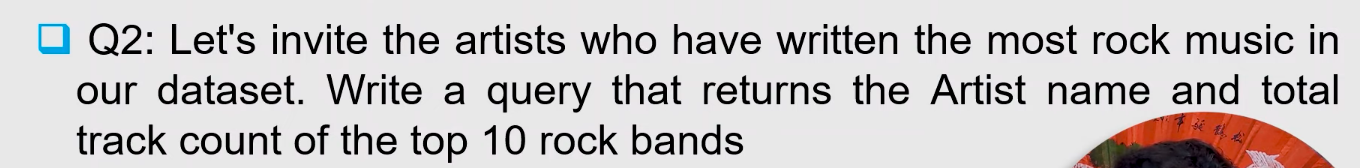 Q2: Let's invite the artists who have written the most rock music in
our dataset. Write a query that returns the Artist name and total
track count of the top 10 rock bands